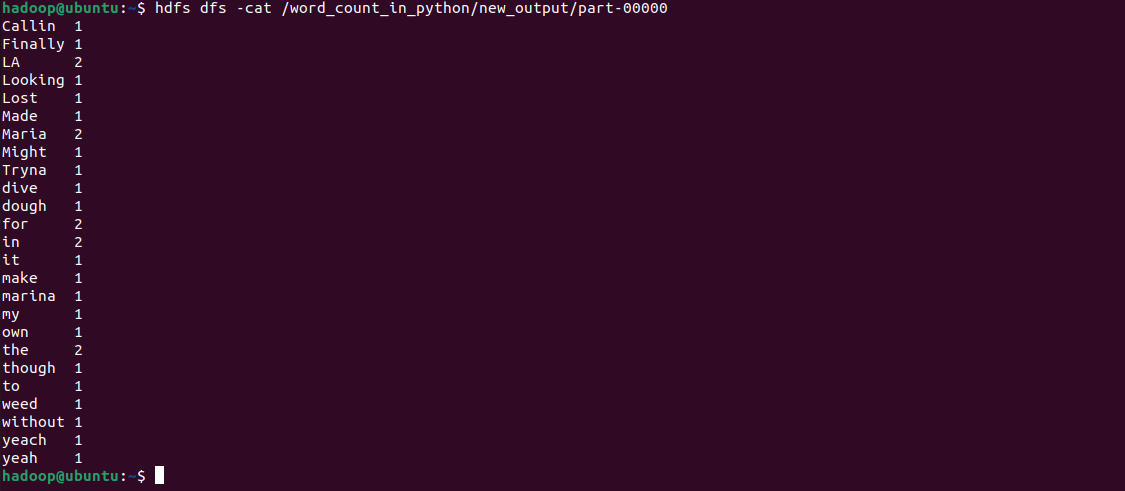 hadoop@ubuntu:~$ hdfs dfs -cat /word_count_in_python/new_output/part-00000
Callin 1
Finally 1
LA 2
Looking 1
Lost 1
Made 1
Maria 2
Might 1
Tryna 1
dive 1
dough 1
for 2
in 2
it 1
make 1
marina 1
my 1
own 1
the 2
though 1
to 1
weed 1
without 1
yeach 1
yeah 1
hadoop@ubuntu:~$